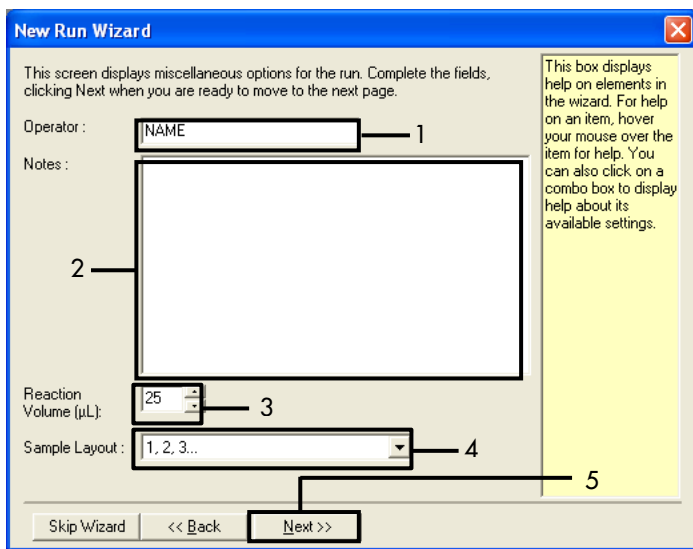 New Run Wizard
This screen displays miscellaneous options for the run. Complete the fields,
clicking Next when you are ready to move to the next page.
This box displays
help on elements in
the wizard. For help
on an item, hover
your mouse over the
item for help. You
can also click on a
combo box to display
help about its
available settings.
Operator :
NAME
1
Notes :
2
Reaction
Volume (µL):
25
3
Sample Layout :
1, 2, 3...
4
5
Skip Wizard
<< Back
Next >>